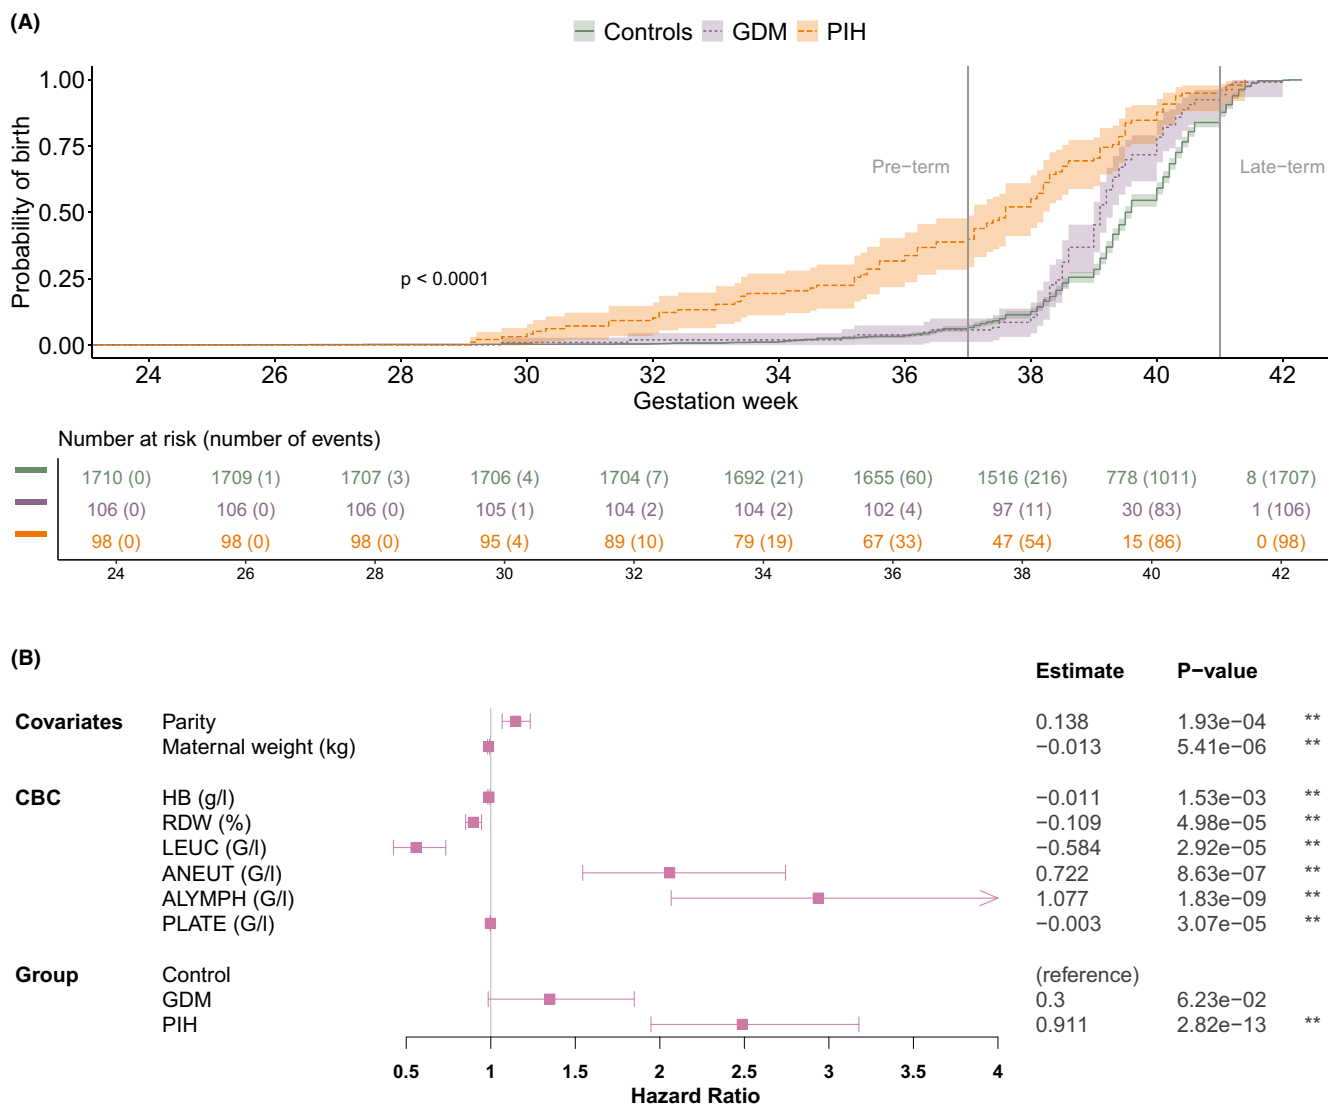 (A)
Controls GDM PIH
1.00
0.75
0.50
0.25
0.00
Probability of birth
Pre−term
Late−term
p < 0.0001
24 26 28 30 32 34 36 38 40 42
Gestation week
Number at risk (number of events)
1710 (0) 1709 (1) 1707 (3) 1706 (4) 1704 (7) 1692 (21) 1655 (60) 1516 (216) 778 (1011) 8 (1707)
106 (0) 106 (0) 106 (0) 105 (1) 104 (2) 104 (2) 102 (4) 97 (11) 30 (83) 1 (106)
98 (0) 98 (0) 98 (0) 95 (4) 89 (10) 79 (19) 67 (33) 47 (54) 15 (86) 0 (98)
24 26 28 30 32 34 36 38 40 42
(B)
Estimate P−value
Covariates Parity 0.138 1.93e−04 **
Maternal weight (kg) −0.013 5.41e−06 **
CBC HB (g/l) −0.011 1.53e−03 **
RDW (%) −0.109 4.98e−05 **
LEUC (G/l) −0.584 2.92e−05 **
ANEUT (G/l) 0.722 8.63e−07 **
ALYMPH (G/l) 1.077 1.83e−09 **
PLATE (G/l) −0.003 3.07e−05 **
Group Control (reference)
GDM 0.3 6.23e−02
PIH 0.911 2.82e−13 **
0.5 1 1.5 2 2.5 3 3.5 4
Hazard Ratio